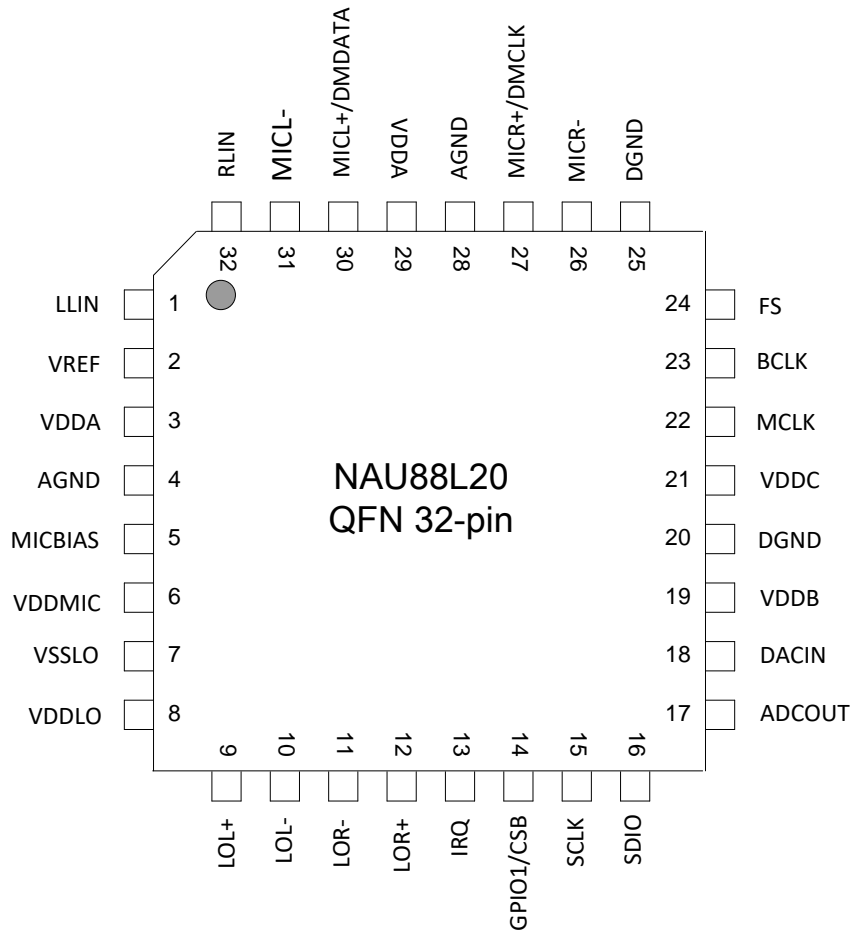 RLIN
MICL-
MICL+/DMDATA
VDDA
AGND
MICR+/DMCLK
MICR-
DGND
32
31
30
29
28
27
26
25
LLIN 1
VREF 2
VDDA 3
AGND 4
MICBIAS 5
VDDMIC 6
VSSLO 7
VDDLO 8
NAU88L20
QFN 32-pin
24 FS
23 BCLK
22 MCLK
21 VDDC
20 DGND
19 VDDB
18 DACIN
17 ADCOUT
9
10
11
12
13
14
15
16
LOL+
LOL-
LOR-
LOR+
IRQ
GPIO1/CSB
SCLK
SDIO